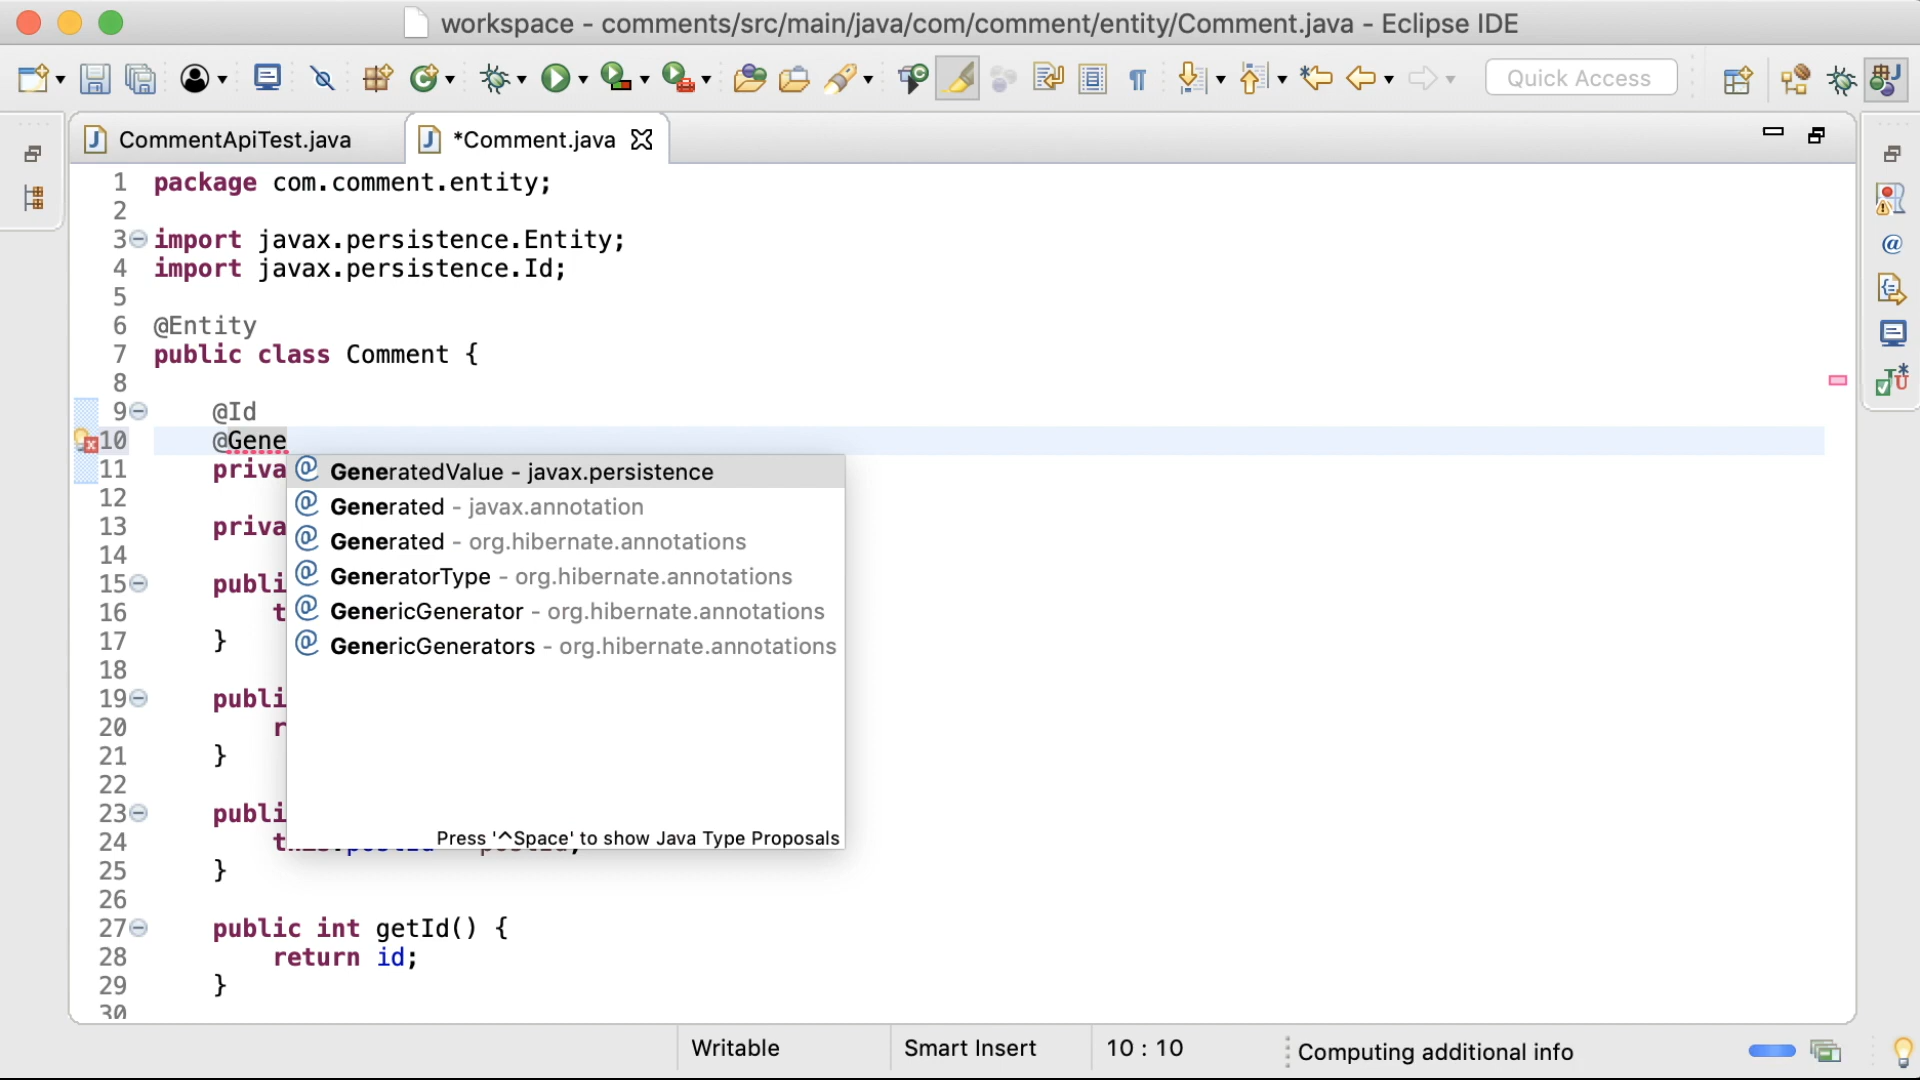 workspace - comments/src/main/java/com/comment/entity/Comment.java - Eclipse IDE
Quick Access
CommentApiTest.java
*Comment.java
1 package com.comment.entity;
2
3 import javax.persistence.Entity;
4 import javax.persistence.Id;
5
6 @Entity
7 public class Comment {
8
9 @Id
10 @Gene
11 priva
GeneratedValue - javax.persistence
Generated - javax.annotation
12
13 priva
Generated - org.hibernate.annotations
14
15 publi
GeneratorType - org.hibernate.annotations
16 t
GenericGenerator - org.hibernate.annotations
17 }
GenericGenerators - org.hibernate.annotations
18
19 publi
20 r
21 }
22
23 publi
24
Press '^Space' to show Java Type Proposals
25 }
26
27 public int getId() {
28 return id;
29 }
30
Writable
Smart Insert
10 : 10
Computing additional info